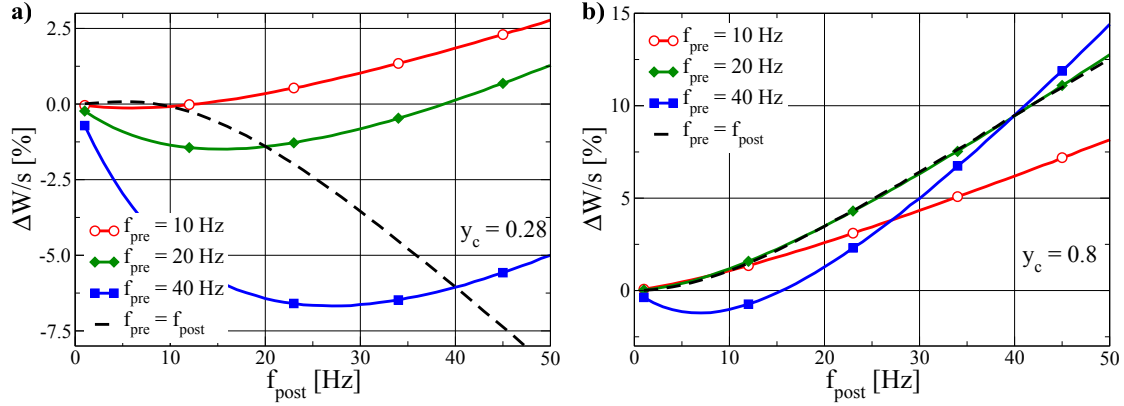 a)
ΔW/s [%]
2.5
0.0
-2.5
-5.0
-7.5
f_pre = 10 Hz
f_pre = 20 Hz
f_pre = 40 Hz
f_pre = f_post
y_c = 0.28
0 10 20 30 40 50
f_post [Hz]
b)
ΔW/s [%]
15
10
5
0
f_pre = 10 Hz
f_pre = 20 Hz
f_pre = 40 Hz
f_pre = f_post
y_c = 0.8
0 10 20 30 40 50
f_post [Hz]